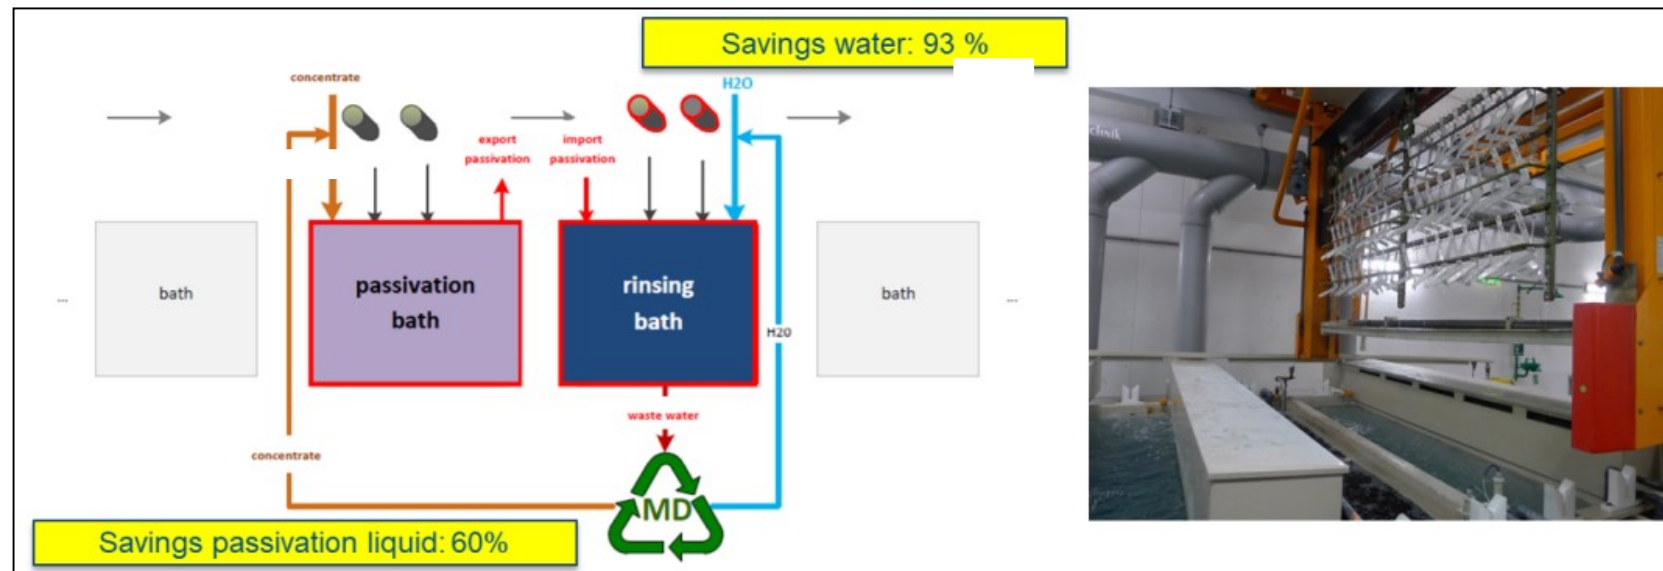 Savings water: 93 %
concentrate
H2O
export
passivation
import
passivation
passivation
bath
rinsing
bath
...
bath
bath
...
H20
waste water
concentrate
MD
Savings passivation liquid: 60%